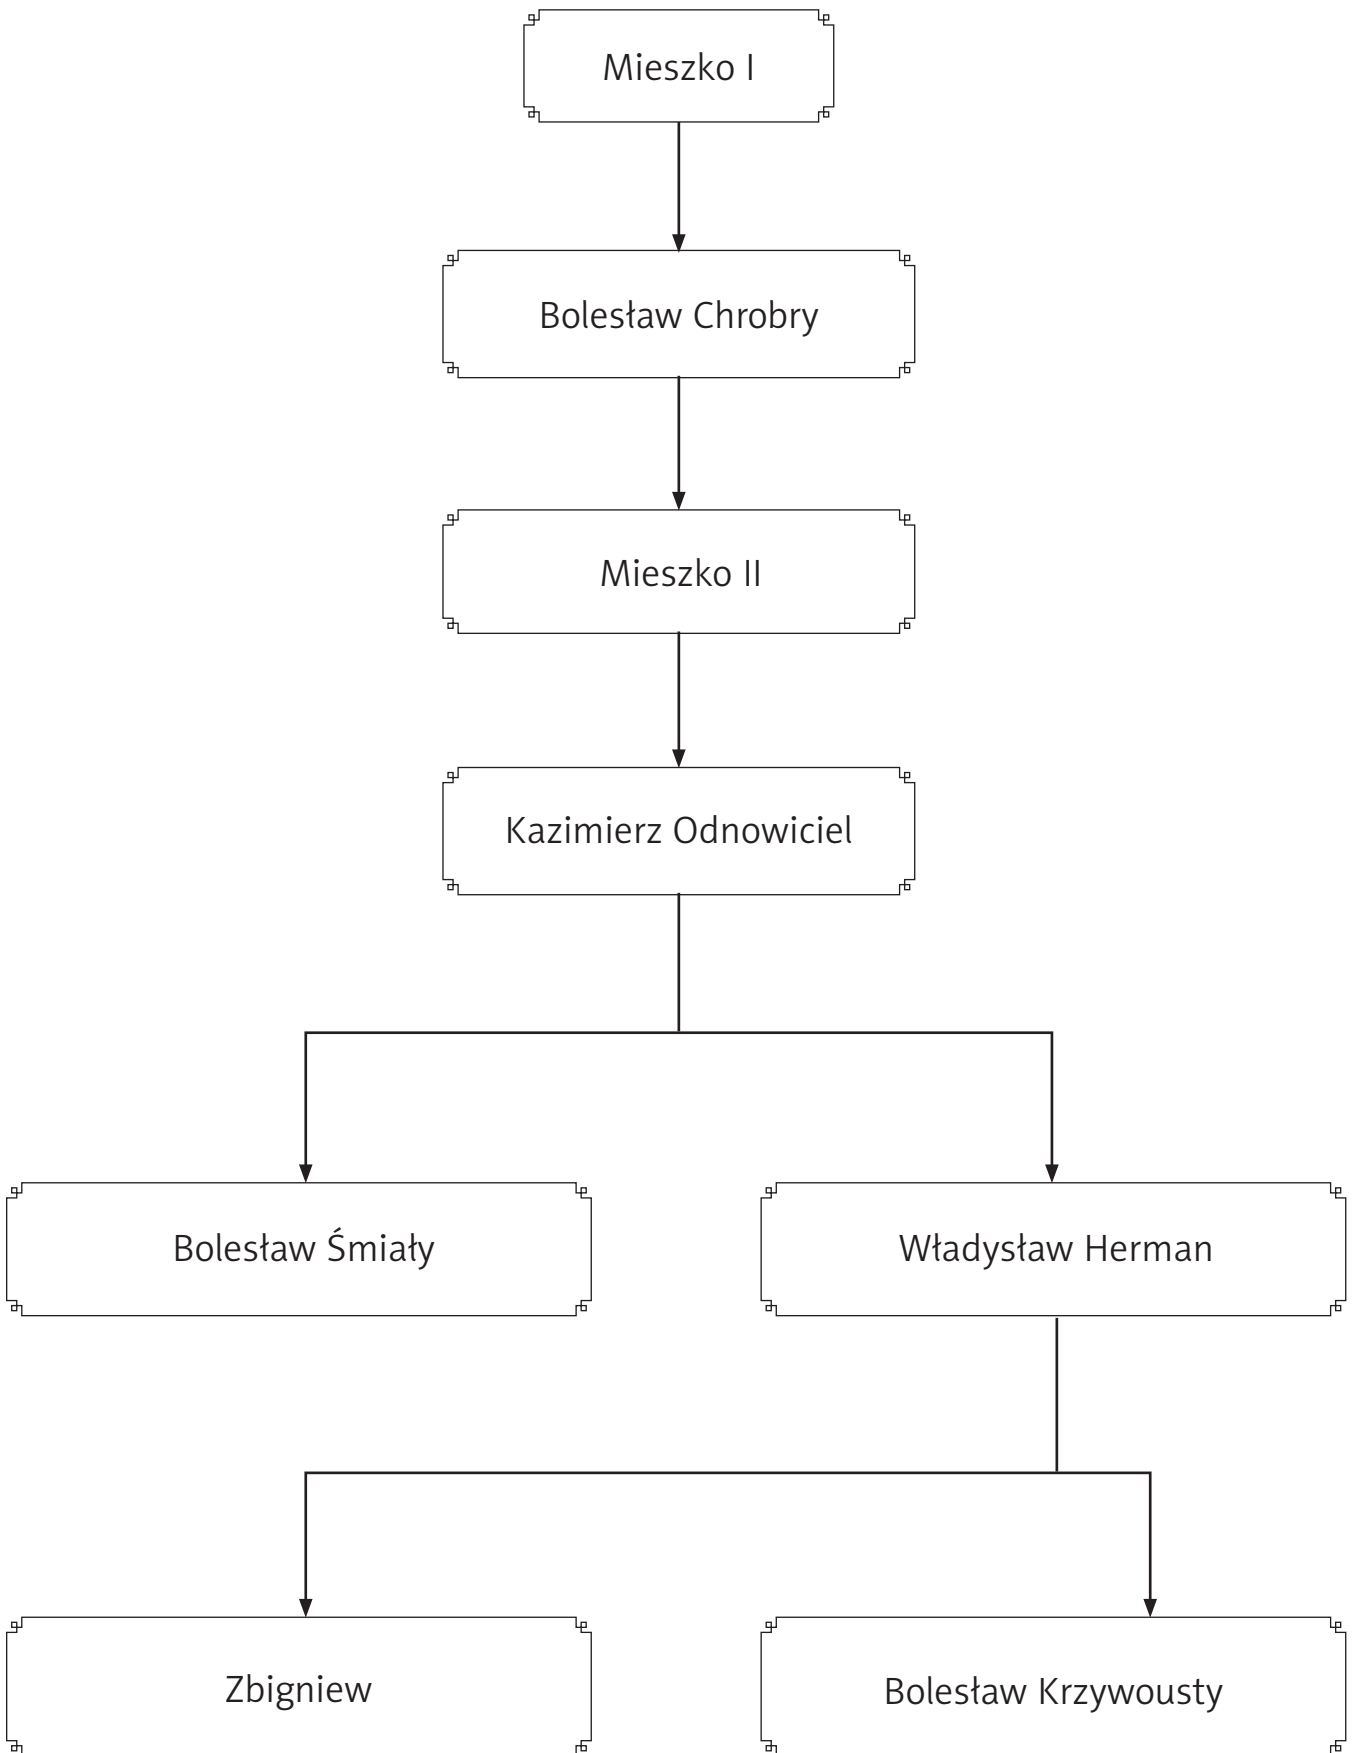 Mieszko I
Bolesław Chrobry
Mieszko II
Kazimierz Odnowiciel
Bolesław Śmiały
Władysław Herman
Zbigniew
Bolesław Krzywousty